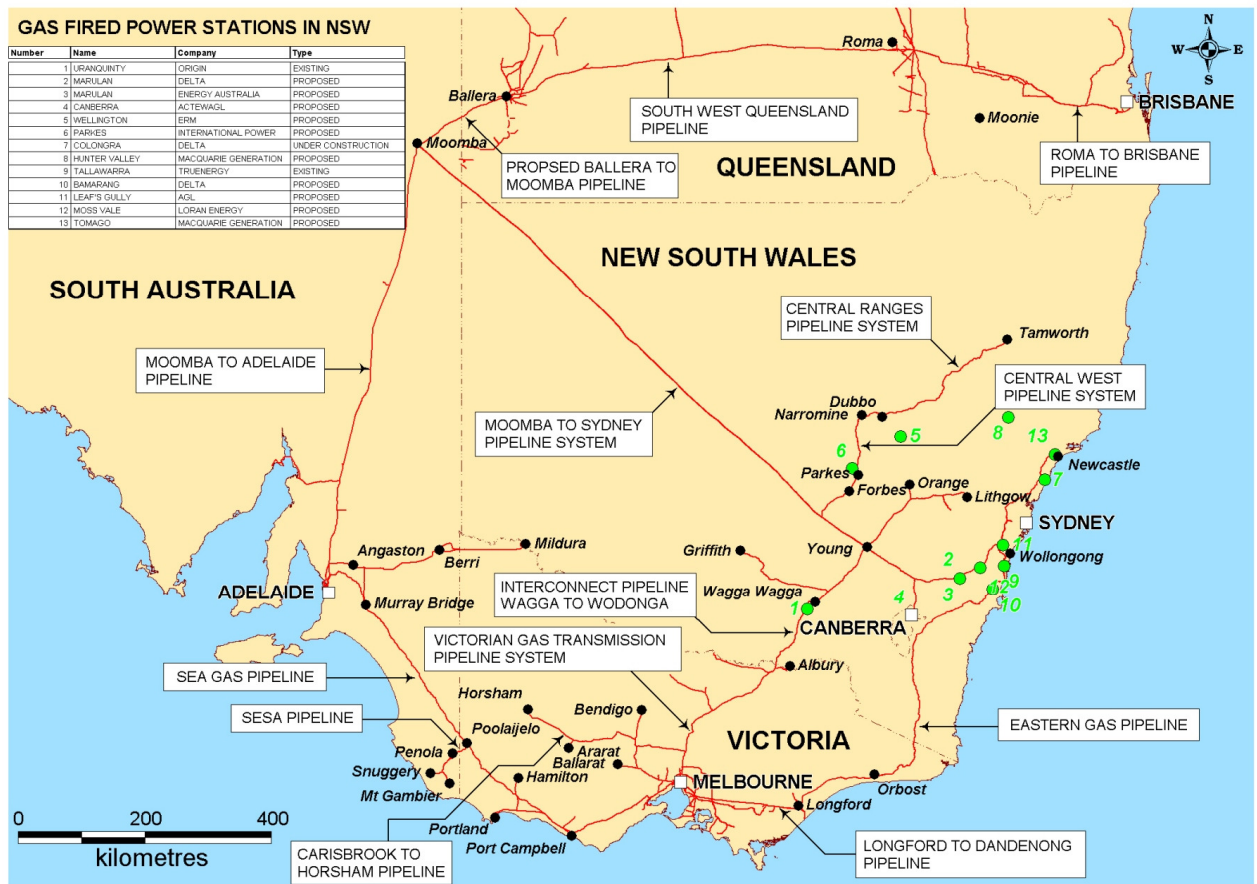 GAS FIRED POWER STATIONS IN NSW
Number Name Company Type
1 URANQUINTY ORIGIN EXISTING
2 MARULAN DELTA PROPOSED
3 MARULAN ENERGY AUSTRALIA PROPOSED
4 CANBERRA ACTEWAGL PROPOSED
5 WELLINGTON ERM PROPOSED
6 PARKES INTERNATIONAL POWER PROPOSED
7 COLONGRA DELTA UNDER CONSTRUCTION
8 HUNTER VALLEY MACQUARIE GENERATION PROPOSED
9 TALLAWARRA TRUENERGY EXISTING
10 BAMARANG DELTA PROPOSED
11 LEAF'S GULLY AGL PROPOSED
12 MOSS VALE LORAN ENERGY PROPOSED
13 TOMAGO MACQUARIE GENERATION PROPOSED
N
W E
S
Roma
Ballera
BRISBANE
SOUTH WEST QUEENSLAND
PIPELINE
Moonie
Moomba
PROPSED BALLERA TO
MOOMBA PIPELINE
QUEENSLAND
ROMA TO BRISBANE
PIPELINE
NEW SOUTH WALES
SOUTH AUSTRALIA
CENTRAL RANGES
PIPELINE SYSTEM
Tamworth
MOOMBA TO ADELAIDE
PIPELINE
CENTRAL WEST
PIPELINE SYSTEM
MOOMBA TO SYDNEY
PIPELINE SYSTEM
Dubbo
Narromine
8
5
13
6
Newcastle
Parkes
7
Forbes
Orange
Lithgow
SYDNEY
Angaston
Berri
Mildura
Griffith
Young
11
Wollongong
2
9
12
3
10
4
ADELAIDE
Murray Bridge
INTERCONNECT PIPELINE
WAGGA TO WODONGA
Wagga Wagga
1
CANBERRA
VICTORIAN GAS TRANSMISSION
PIPELINE SYSTEM
Albury
SEA GAS PIPELINE
Horsham
Bendigo
SESA PIPELINE
Poolaijelo
EASTERN GAS PIPELINE
VICTORIA
Penola
Ararat
Ballarat
Snuggery
Hamilton
Mt Gambier
MELBOURNE
Orbost
Longford
Portland
Port Campbell
0 200 400
kilometres
CARISBROOK TO
HORSHAM PIPELINE
LONGFORD TO DANDENONG
PIPELINE